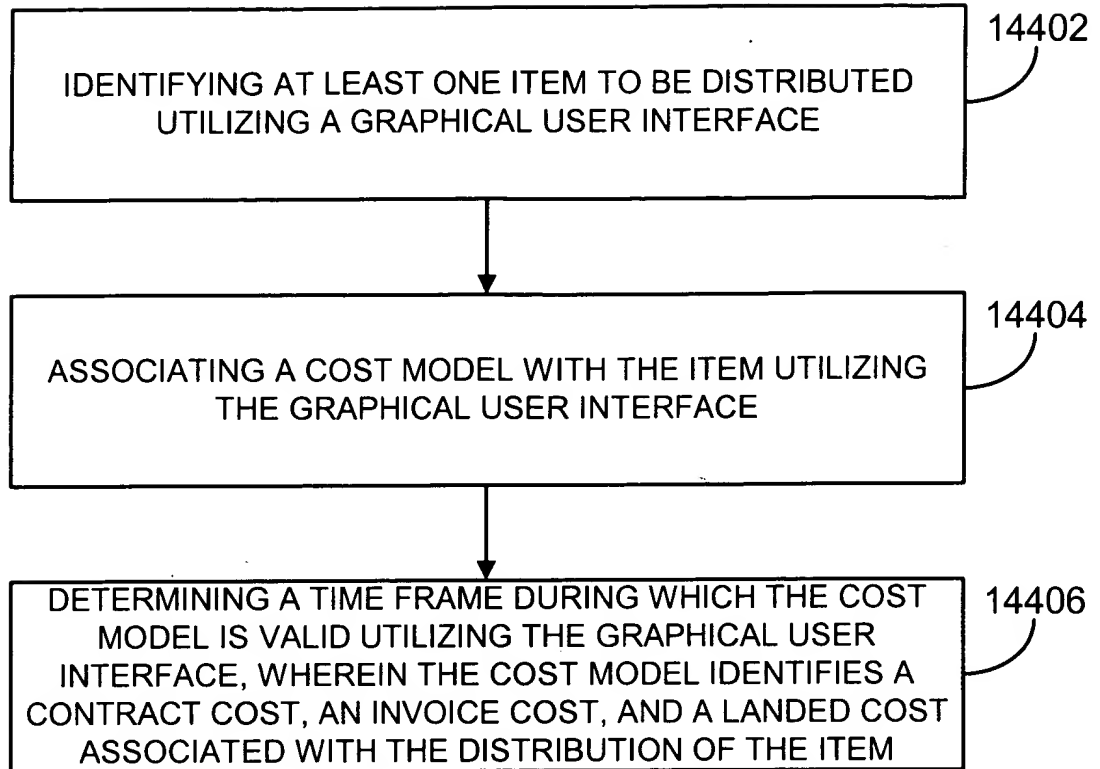 14402
IDENTIFYING AT LEAST ONE ITEM TO BE DISTRIBUTED
UTILIZING A GRAPHICAL USER INTERFACE
14404
ASSOCIATING A COST MODEL WITH THE ITEM UTILIZING
THE GRAPHICAL USER INTERFACE
14406
DETERMINING A TIME FRAME DURING WHICH THE COST
MODEL IS VALID UTILIZING THE GRAPHICAL USER
INTERFACE, WHEREIN THE COST MODEL IDENTIFIES A
CONTRACT COST, AN INVOICE COST, AND A LANDED COST
ASSOCIATED WITH THE DISTRIBUTION OF THE ITEM